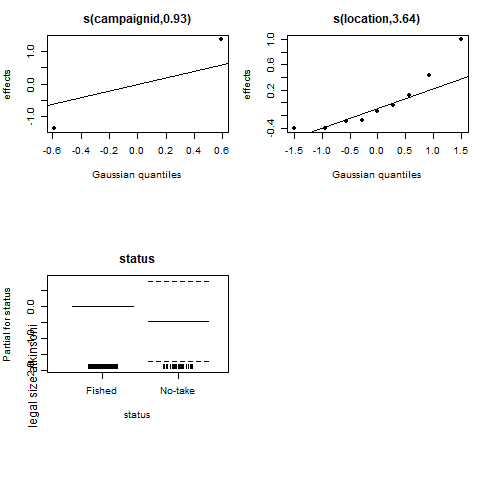 s(campaignid,0.93)
effects
-1.0 0.0 1.0
-0.6 -0.4 -0.2 0.0 0.2 0.4 0.6
Gaussian quantiles
s(location,3.64)
effects
-0.4 0.2 0.6 1.0
-1.5 -1.0 -0.5 0.0 0.5 1.0 1.5
Gaussian quantiles
status
Partial for status
0.0
Fished No-take
status